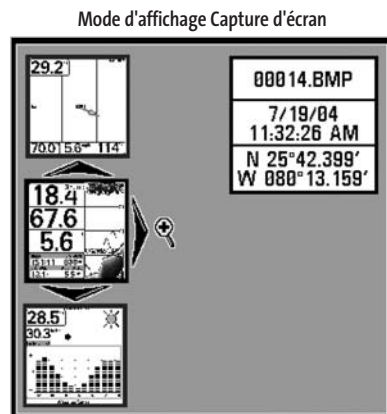 Mode d'affichage Capture d'écran
29.2
70.0 5.6 114°
18.4
67.6
5.6
28.5
30.3
00014.BMP
7/19/04
11:32:26 AM
N 25°42.399'
W 080°13.159'